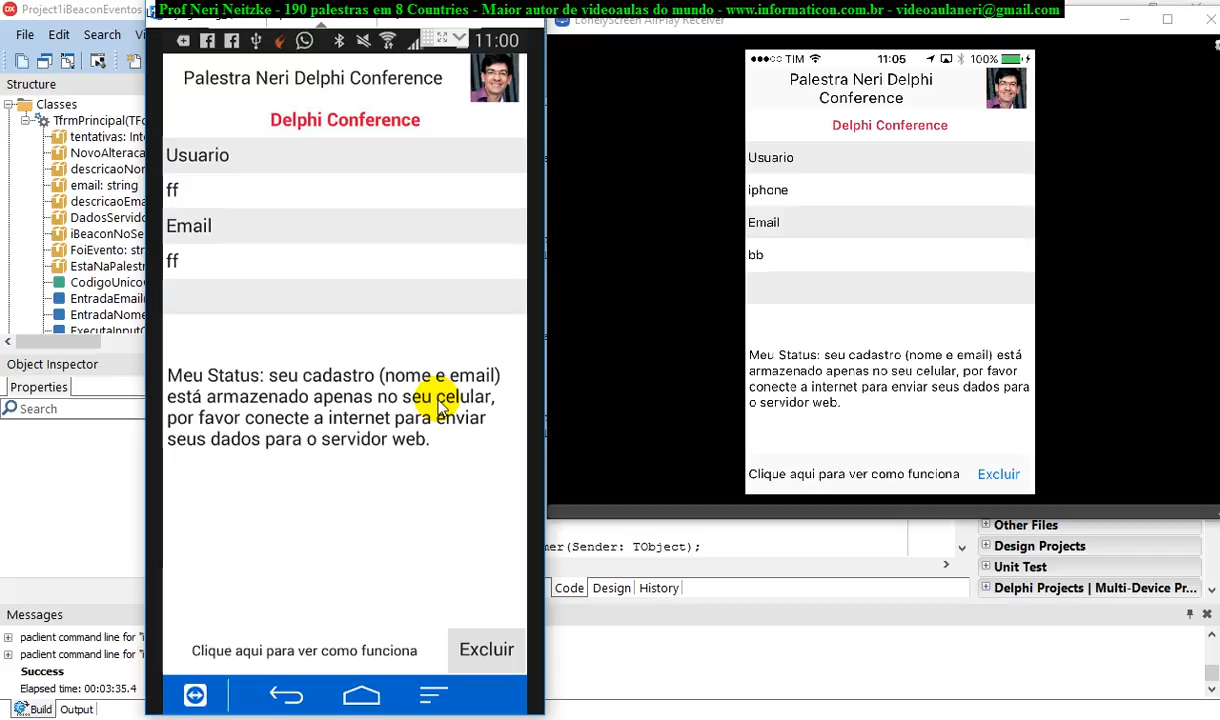 Prof Neri Neitzke - 190 palestras em 8 Countries - Maior autor de videoaulas do mundo - www.informaticon.com.br - videoaulaneri@gmail.com
Project1iBeaconEventos
LonelyScreen AirPlay Receiver
File Edit Search
Structure
Classes
TfrmPrincipal(TFo
tentativas: Inte
NovoAlteraca
descricaoNom
email: string
descricaoEma
DadosServido
iBeaconNoSe
FoiEvento: str
EstaNaPalestr
CodigoUnico
EntradaEmail
EntradaNome
ExecutaInputC
Object Inspector
Properties
Search
11:00
Palestra Neri Delphi Conference
Delphi Conference
Usuario
ff
Email
ff
Meu Status: seu cadastro (nome e email)
está armazenado apenas no seu celular,
por favor conecte a internet para enviar
seus dados para o servidor web.
Clique aqui para ver como funciona
Excluir
TIM 11:05 100%
Palestra Neri Delphi
Conference
Delphi Conference
Usuario
iphone
Email
bb
Meu Status: seu cadastro (nome e email) está
armazenado apenas no seu celular, por favor
conecte a internet para enviar seus dados para
o servidor web.
Clique aqui para ver como funciona
Excluir
mer(Sender: TObject);
Code Design History
Other Files
Design Projects
Unit Test
Delphi Projects | Multi-Device Pr...
Messages
paclient command line for "i
paclient command line for "i
Success
Elapsed time: 00:03:35.4
Build Output